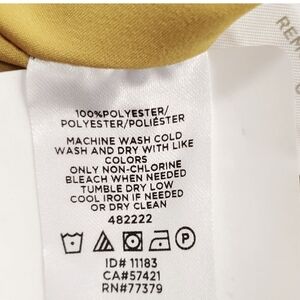 100%POLYESTER/
POLYESTER/POLIÉSTER
MACHINE WASH COLD
WASH AND DRY WITH LIKE
COLORS
ONLY NON-CHLORINE
BLEACH WHEN NEEDED
TUMBLE DRY LOW
COOL IRON IF NEEDED
OR DRY CLEAN
482222
P
ID# 11183
CA#57421
RN#77379